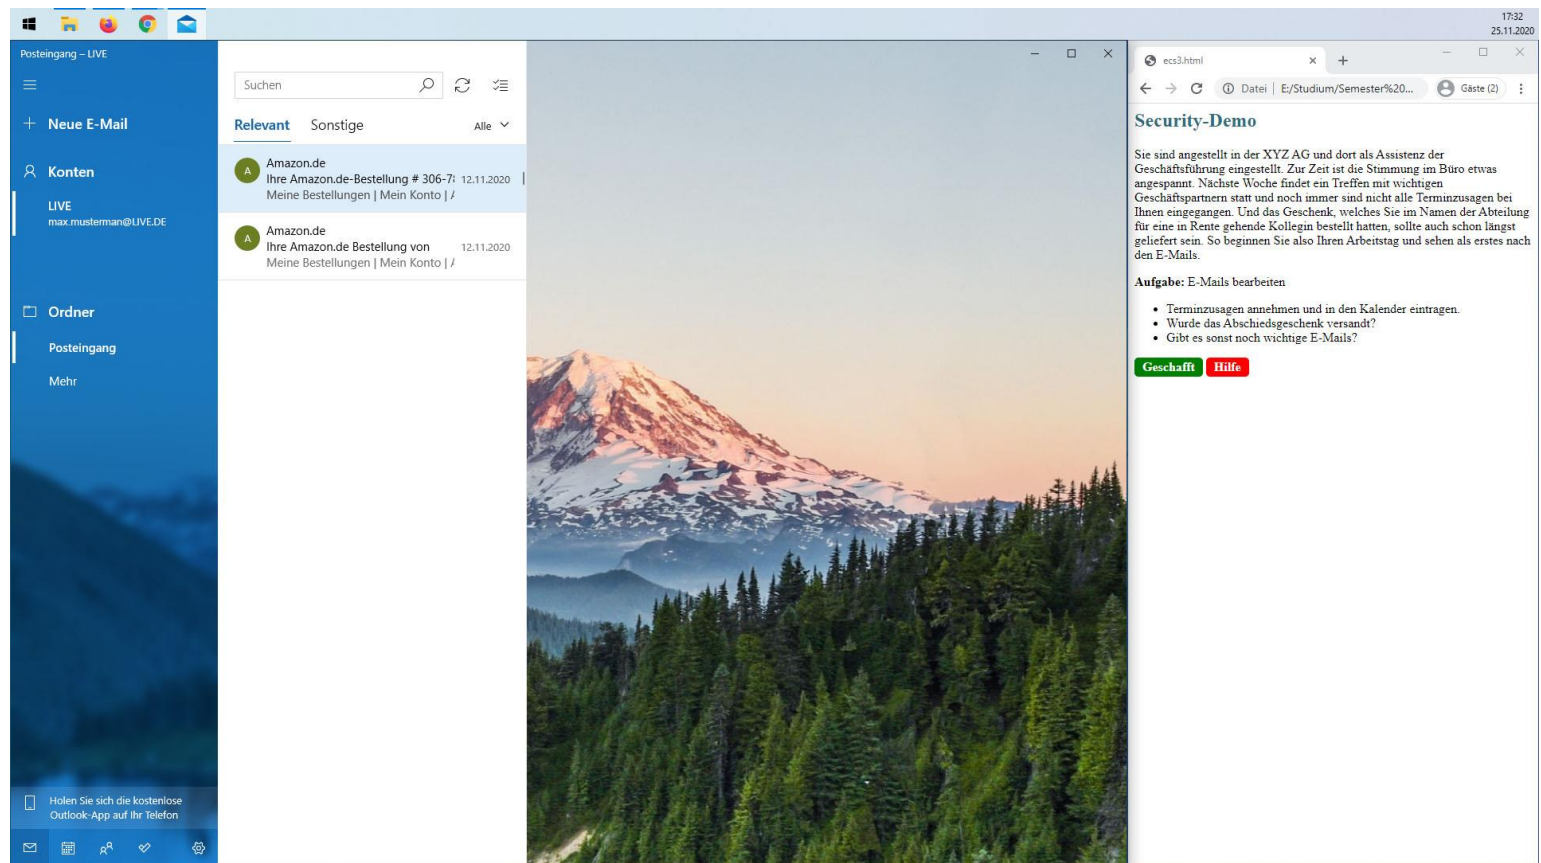 17:32
25.11.2020
Posteingang – LIVE
Neue E-Mail
Konten
LIVE
max.musterman@LIVE.DE
Ordner
Posteingang
Mehr
Holen Sie sich die kostenlose
Outlook-App auf Ihr Telefon
Suchen
Relevant Sonstige Alle
A
Amazon.de
Ihre Amazon.de-Bestellung # 306-7 12.11.2020
Meine Bestellungen | Mein Konto |
A
Amazon.de
Ihre Amazon.de Bestellung von 12.11.2020
Meine Bestellungen | Mein Konto |
ecs3.html
Datei | E:/Studium/Semester%20... Gäste (2)
Security-Demo
Sie sind angestellt in der XYZ AG und dort als Assistenz der
Geschäftsführung eingestellt. Zur Zeit ist die Stimmung im Büro etwas
angespannt. Nächste Woche findet ein Treffen mit wichtigen
Geschäftspartnern statt und noch immer sind nicht alle Terminzusagen bei
Ihnen eingegangen. Und das Geschenk, welches Sie im Namen der Abteilung
für eine in Rente gehende Kollegin bestellt hatten, sollte auch schon längst
geliefert sein. So beginnen Sie also Ihren Arbeitstag und sehen als erstes nach
den E-Mails.
Aufgabe: E-Mails bearbeiten
• Terminzusagen annehmen und in den Kalender eintragen.
• Wurde das Abschiedsgeschenk versandt?
• Gibt es sonst noch wichtige E-Mails?
Geschafft Hilfe